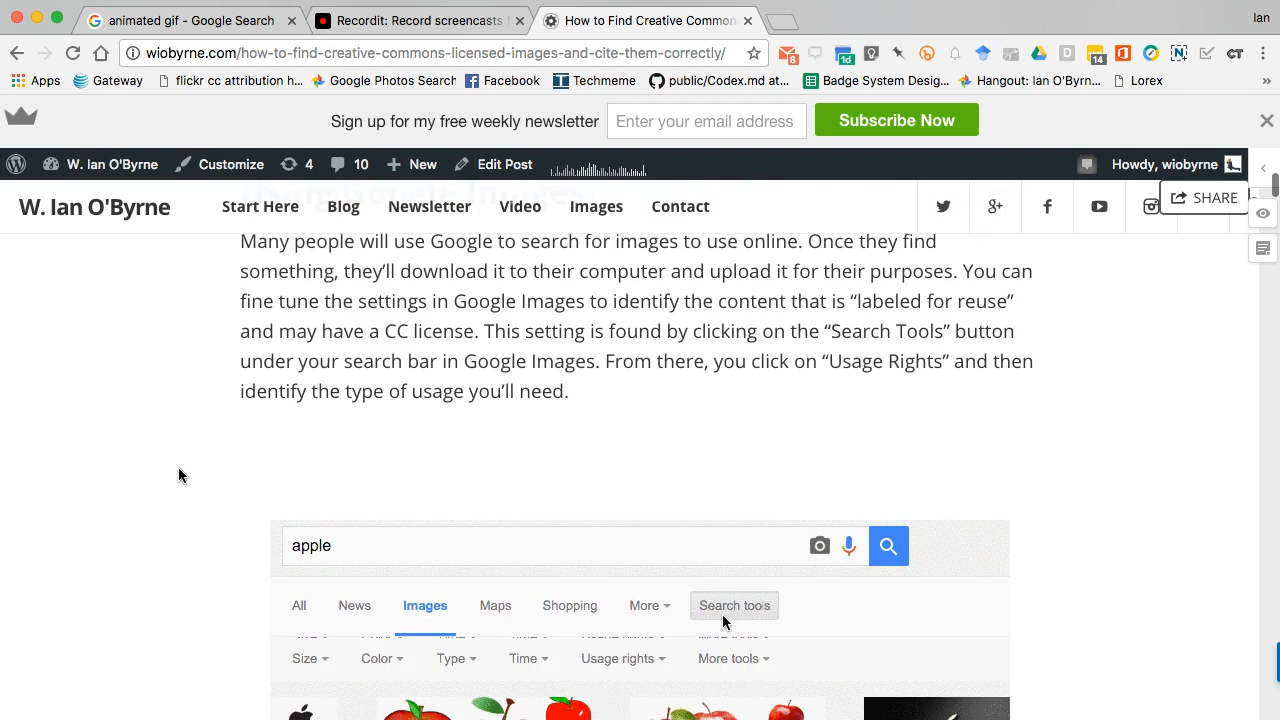 animated gif - Google Search
Recordit: Record screencasts f
How to Find Creative Common
Ian
wiobyrne.com/how-to-find-creative-commons-licensed-images-and-cite-them-correctly/
8
1d
14
Apps
Gateway
flickr cc attribution h...
Google Photos Search
Facebook
Techmeme
public/Codex.md at...
Badge System Desig...
Hangout: Ian O'Bryn...
Lorex
»
Sign up for my free weekly newsletter
Enter your email address
Subscribe Now
W. Ian O'Byrne
Customize
4
10
New
Edit Post
Howdy, wiobyrne
W. Ian O'Byrne
Start Here
Blog
Newsletter
Video
Images
Contact
SHARE
Many people will use Google to search for images to use online. Once they find
something, they’ll download it to their computer and upload it for their purposes. You can
fine tune the settings in Google Images to identify the content that is “labeled for reuse”
and may have a CC license. This setting is found by clicking on the “Search Tools” button
under your search bar in Google Images. From there, you click on “Usage Rights” and then
identify the type of usage you’ll need.
apple
All
News
Images
Maps
Shopping
More
Search tools
Size
Color
Type
Time
Usage rights
More tools